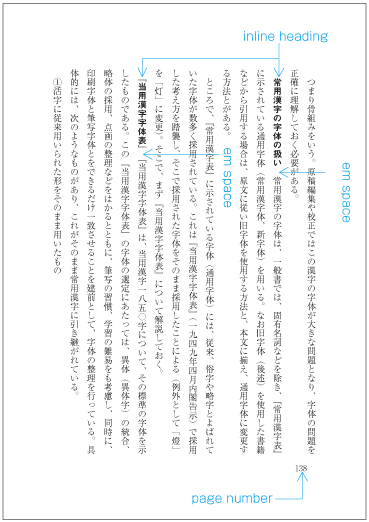 inline heading
つまり骨組みをいう。原稿編集や校正ではこの漢字の字体が大きな問題となり、字体の問題を
正確に理解しておく必要がある。
常用漢字の字体の扱い　常用漢字の字体は、一般書では、固有名詞などを除き、『常用漢字表』
に示されている通用字体（常用漢字体、新字体）を用いる。なお旧字体（後述）を使用した書籍
などから引用する場合は、原文に従い旧字体を使用する方法と、本文に揃え、通用字体に変更す
る方法とがある。
ところで、『常用漢字表』に示されている字体（通用字体）には、従来、俗字や略字とよばれて
いた字体が数多く採用されている。これは『当用漢字字体表』（一九四九年四月内閣告示）で採用
した考え方を踏襲し、そこで採用された字体をそのまま採用したことによる（例外として「燈」
を「灯」に変更）。そこで、まず『当用漢字字体表』について解説しておく。
『当用漢字字体表』　『当用漢字字体表』は、当用漢字一八五〇字について、その標準の字体を示
したものである。この『当用漢字字体表』の字体の選定にあたっては、異体（異体字）の統合、
略体の採用、点画の整理などをはかるとともに、筆写の習慣、学習の難易をも考慮し、同時に、
印刷字体と筆写字体とをできるだけ一致させることを建前として、字体の整理を行っている。具
体的には、次のようなものがあり、これがそのまま常用漢字に引き継がれている。
①活字に従来用いられた形をそのまま用いたもの
em space
em space
138
page number